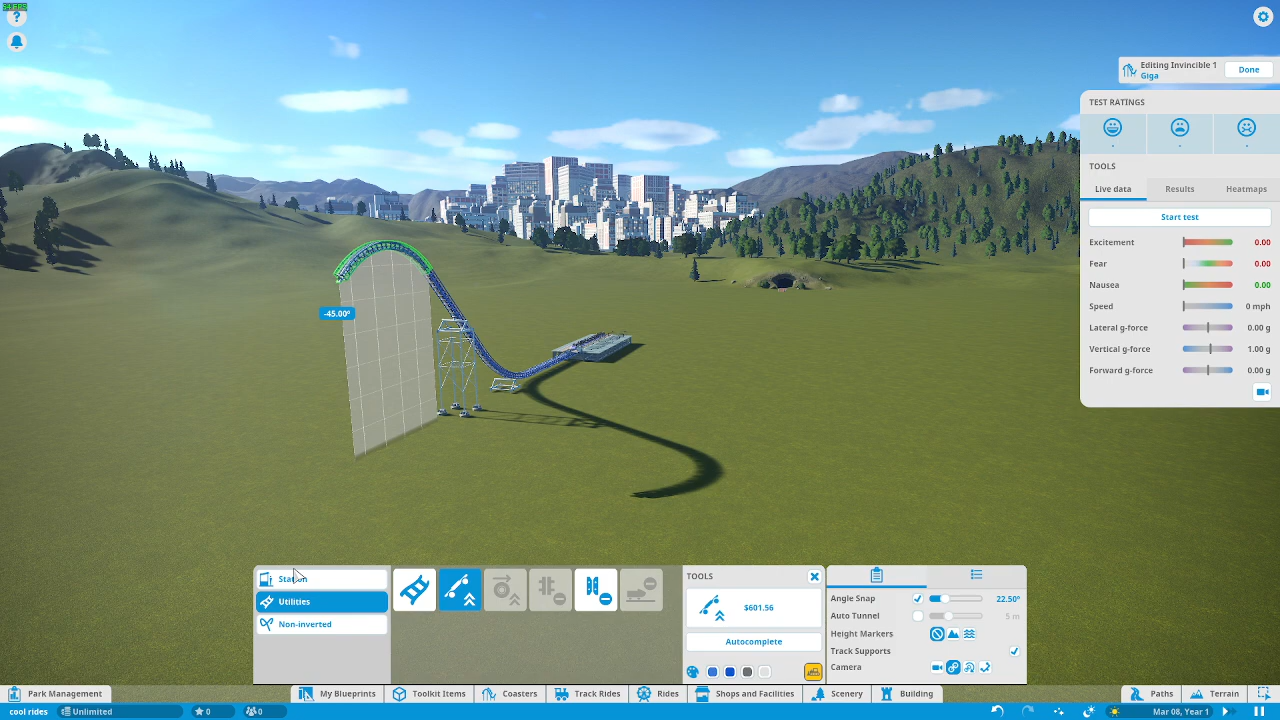 ?
Editing Invincible 1
Giga
Done
TEST RATINGS
-
-
-
TOOLS
Live data
Results
Heatmaps
Start test
Excitement
0.00
Fear
0.00
Nausea
0.00
Speed
0 mph
Lateral g-force
0.00 g
Vertical g-force
1.00 g
Forward g-force
0.00 g
-45.00°
Station
Utilities
Non-inverted
TOOLS
$601.56
Autocomplete
Angle Snap
22.50°
Auto Tunnel
5 m
Height Markers
Track Supports
Camera
Park Management
My Blueprints
Toolkit Items
Coasters
Track Rides
Rides
Shops and Facilities
Scenery
Building
Paths
Terrain
cool rides
Unlimited
0
0
Mar 08, Year 1